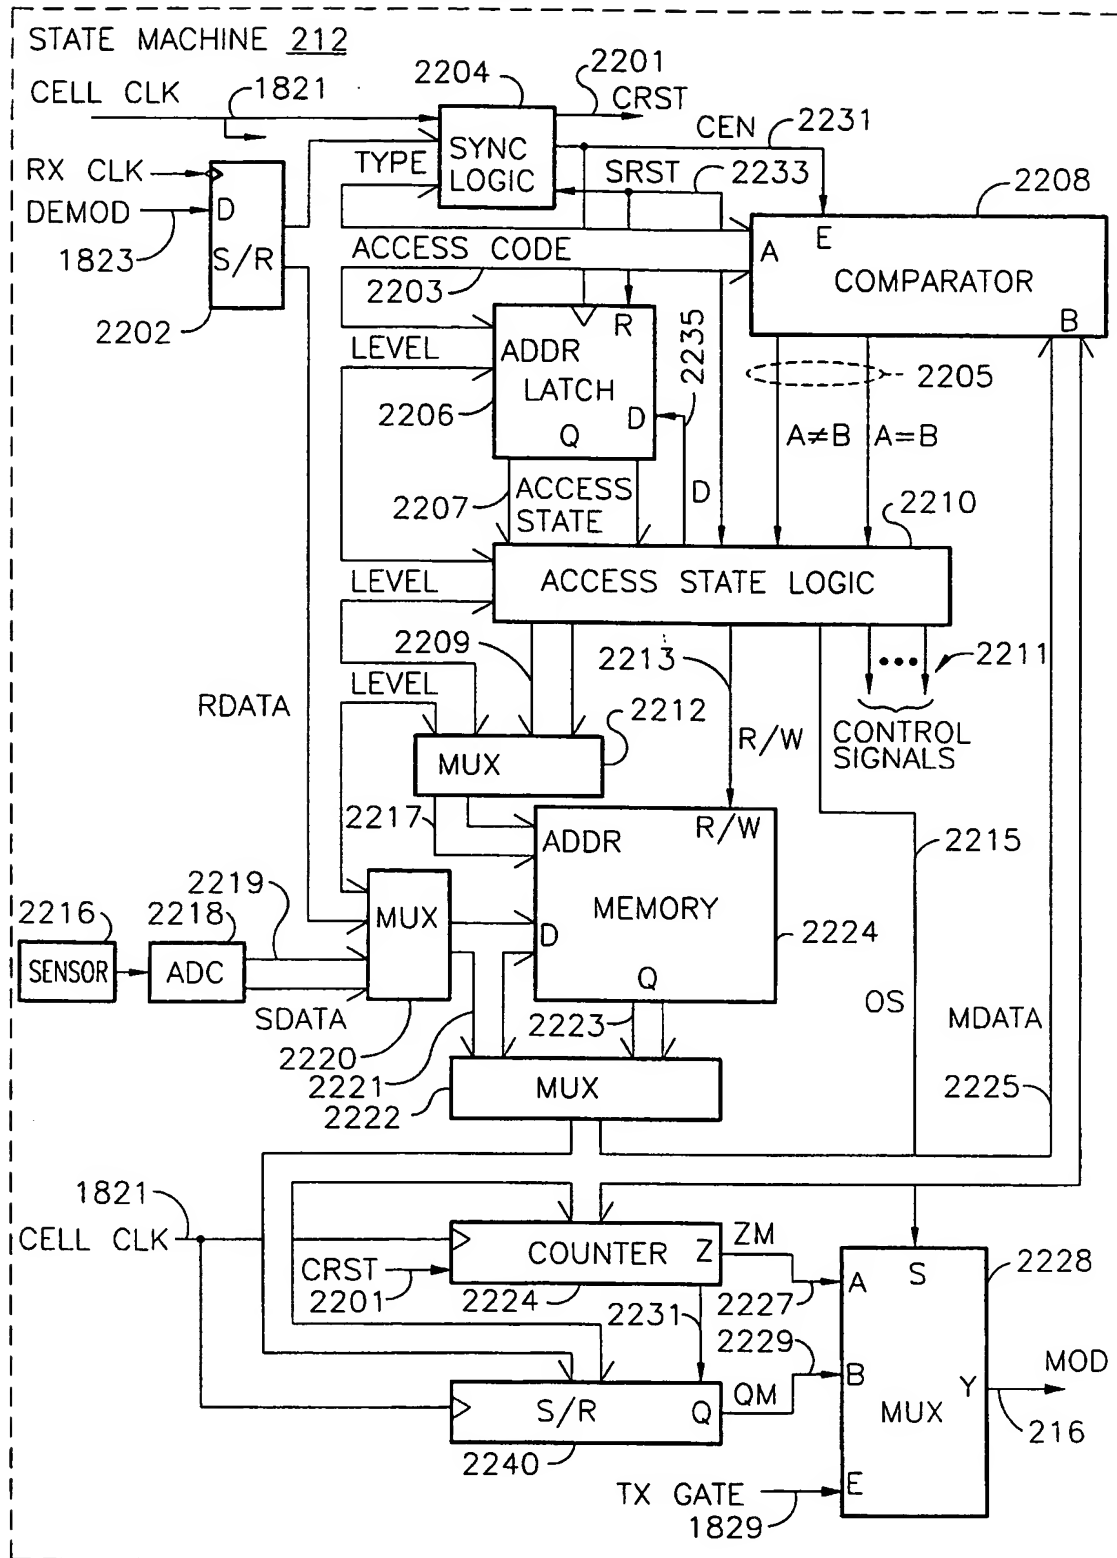 STATE MACHINE 212
CELL CLK
1821
2204
2201
CRST
CEN
2231
RX CLK
DEMOD
1823
D
S/R
2202
TYPE
SYNC
LOGIC
SRST
2233
2208
ACCESS CODE
2203
A
E
COMPARATOR
B
LEVEL
2206
ADDR
R
LATCH
D
Q
2235
2205
A≠B
A=B
2207
ACCESS
STATE
D
2210
ACCESS STATE LOGIC
LEVEL
2209
2213
2211
CONTROL
SIGNALS
RDATA
LEVEL
2212
MUX
R/W
2217
ADDR
R/W
2215
MEMORY
2224
D
Q
2216
2218
2219
SENSOR
ADC
MUX
SDATA
2220
2221
2222
2223
OS
MDATA
2225
MUX
1821
CELL CLK
CRST
2201
COUNTER
Z
ZM
2224
2231
2227
2229
S
2228
A
B
MUX
Y
MOD
216
S/R
Q
QM
2240
TX GATE
1829
E